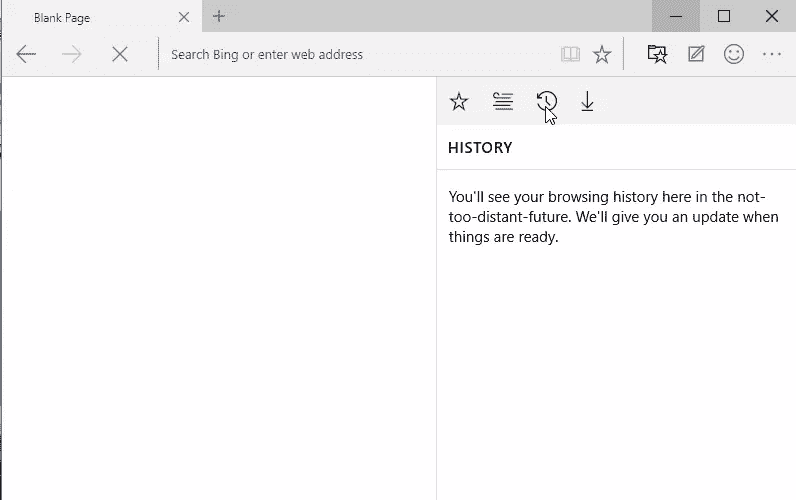 Blank Page
Search Bing or enter web address
HISTORY
You'll see your browsing history here in the not-
too-distant-future. We'll give you an update when
things are ready.